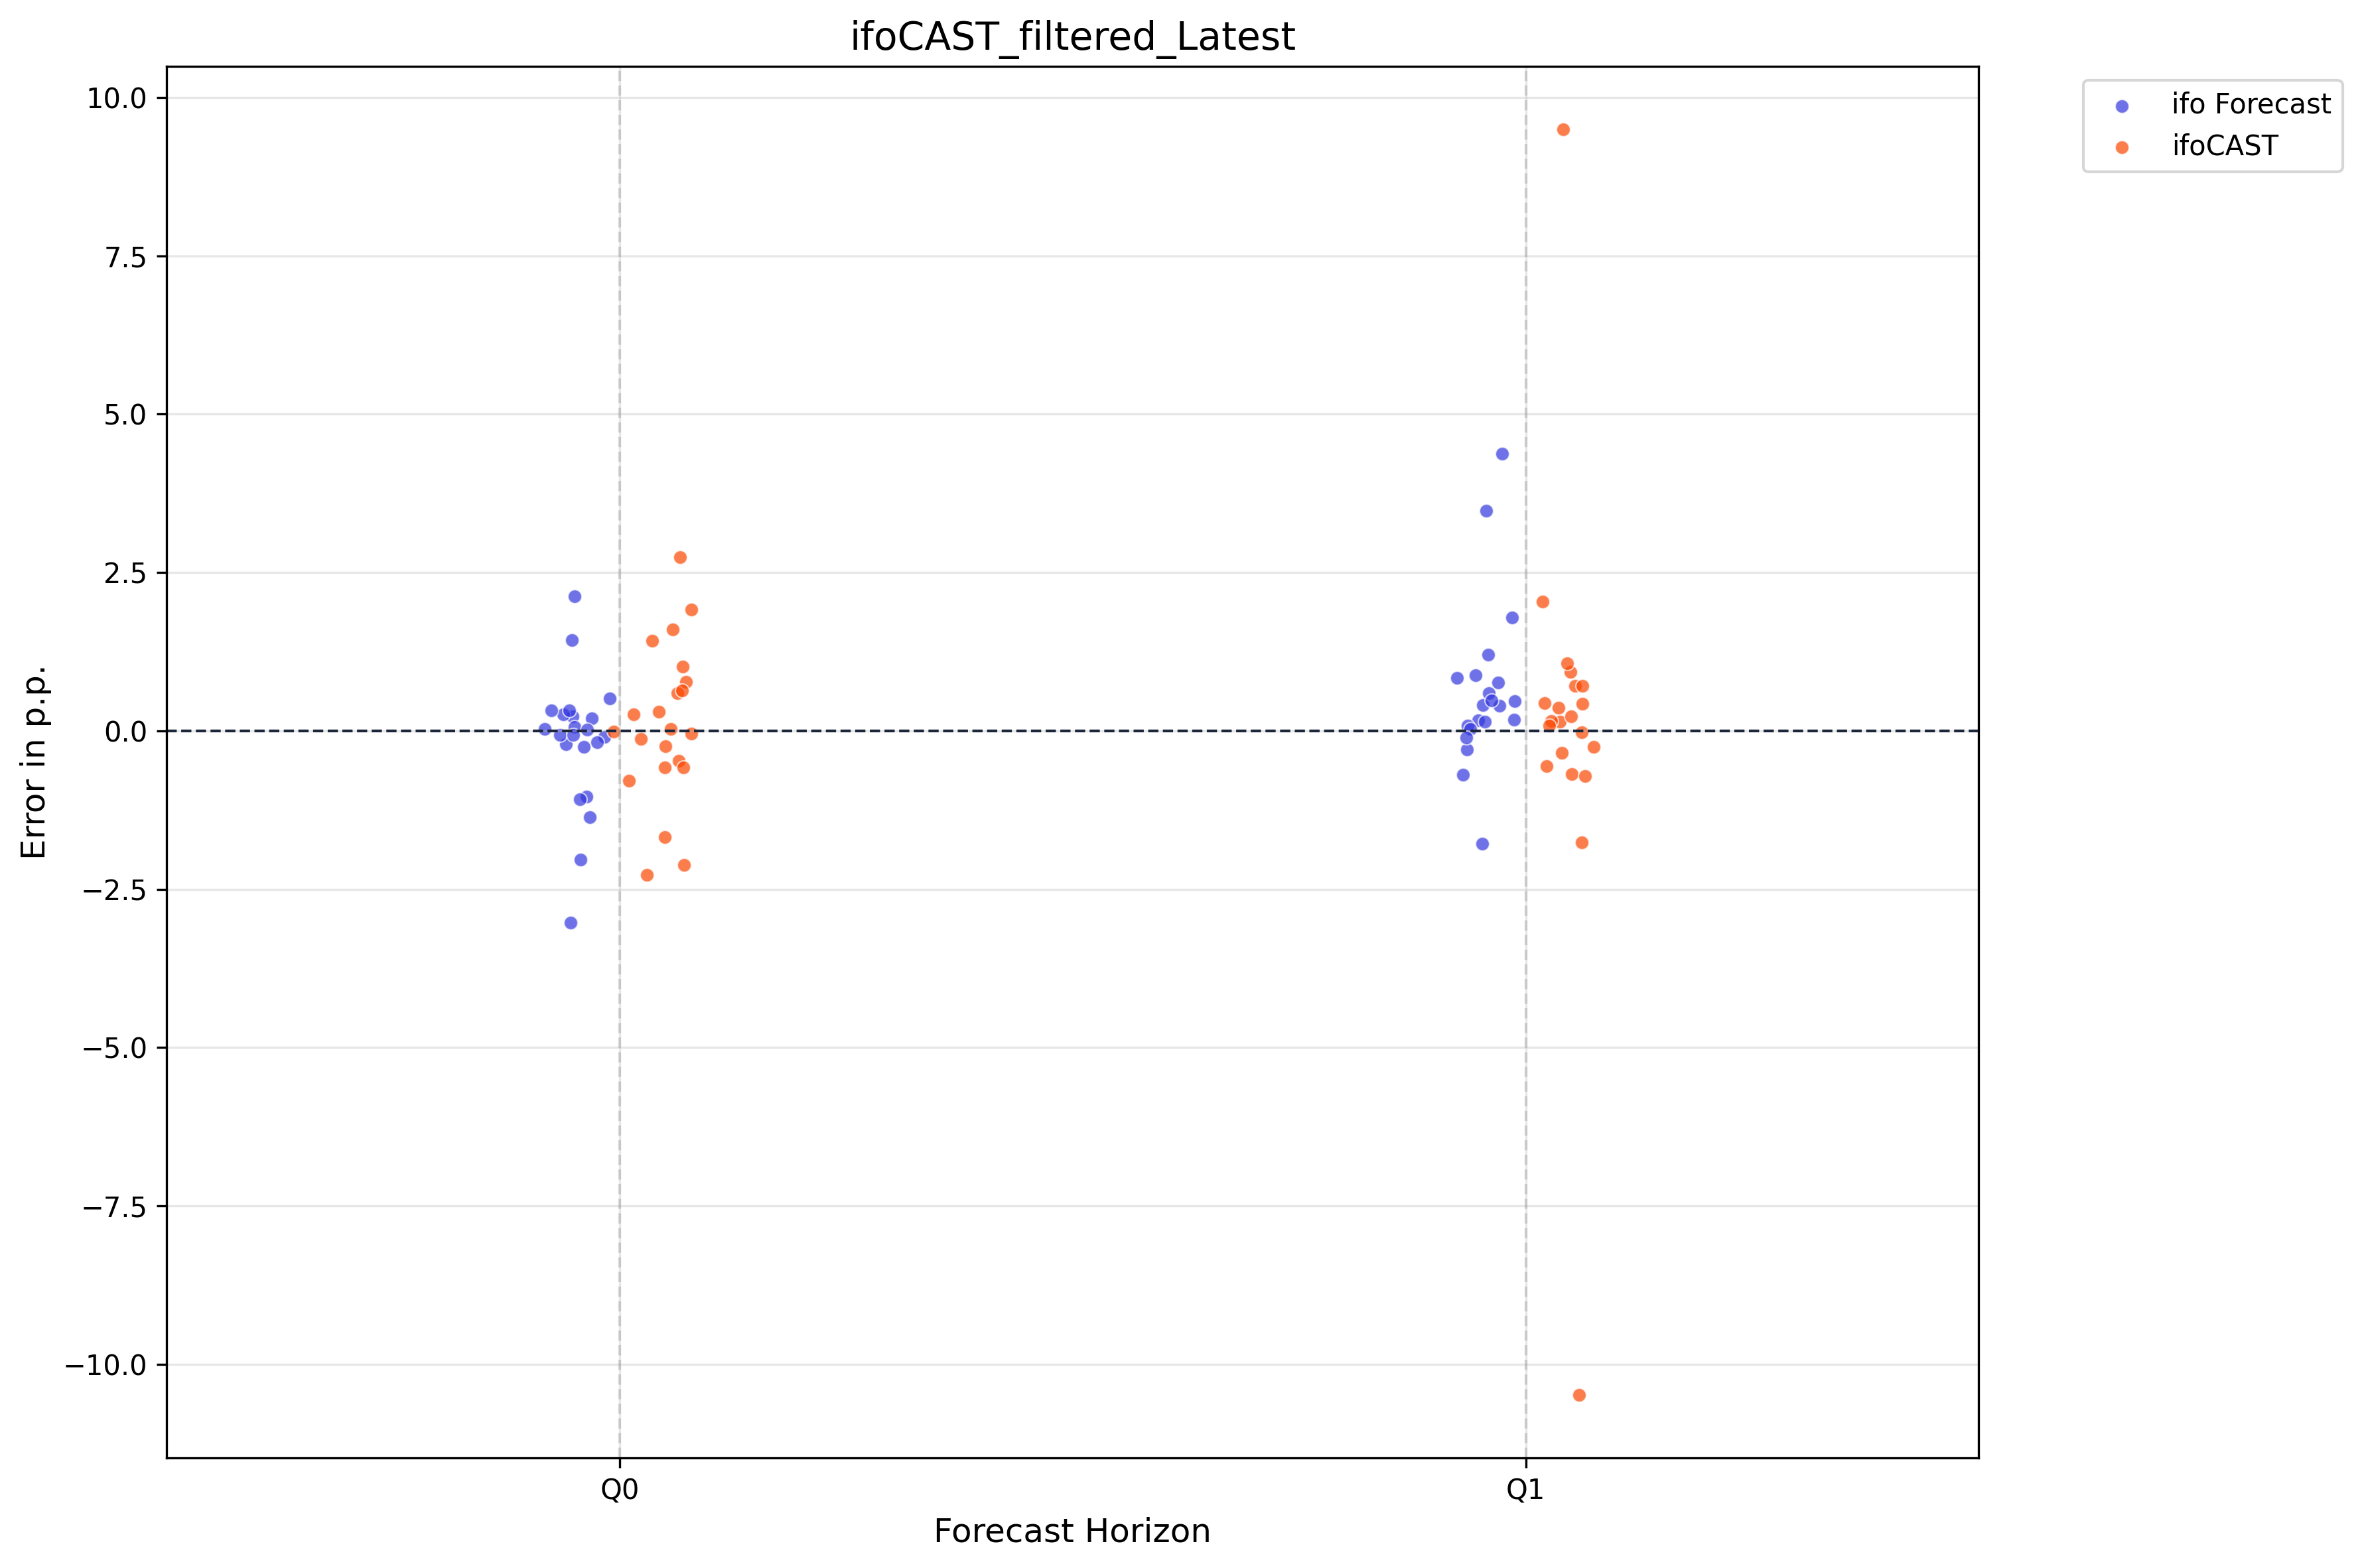 ifoCAST_filtered_Latest
ifo Forecast
ifoCAST
Error in p.p.
10.0
7.5
5.0
2.5
0.0
−2.5
−5.0
−7.5
−10.0
Q0
Q1
Forecast Horizon